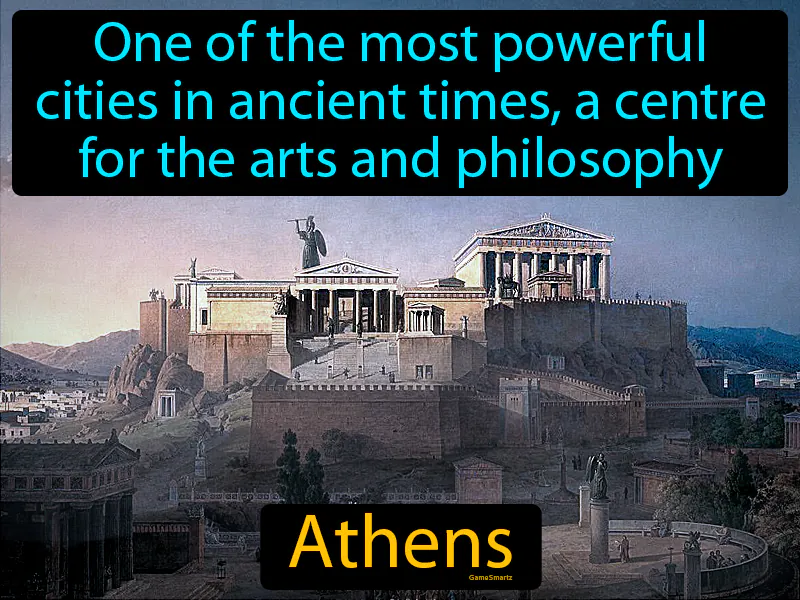 One of the most powerful
cities in ancient times, a centre
for the arts and philosophy
Athens
GameSmartz